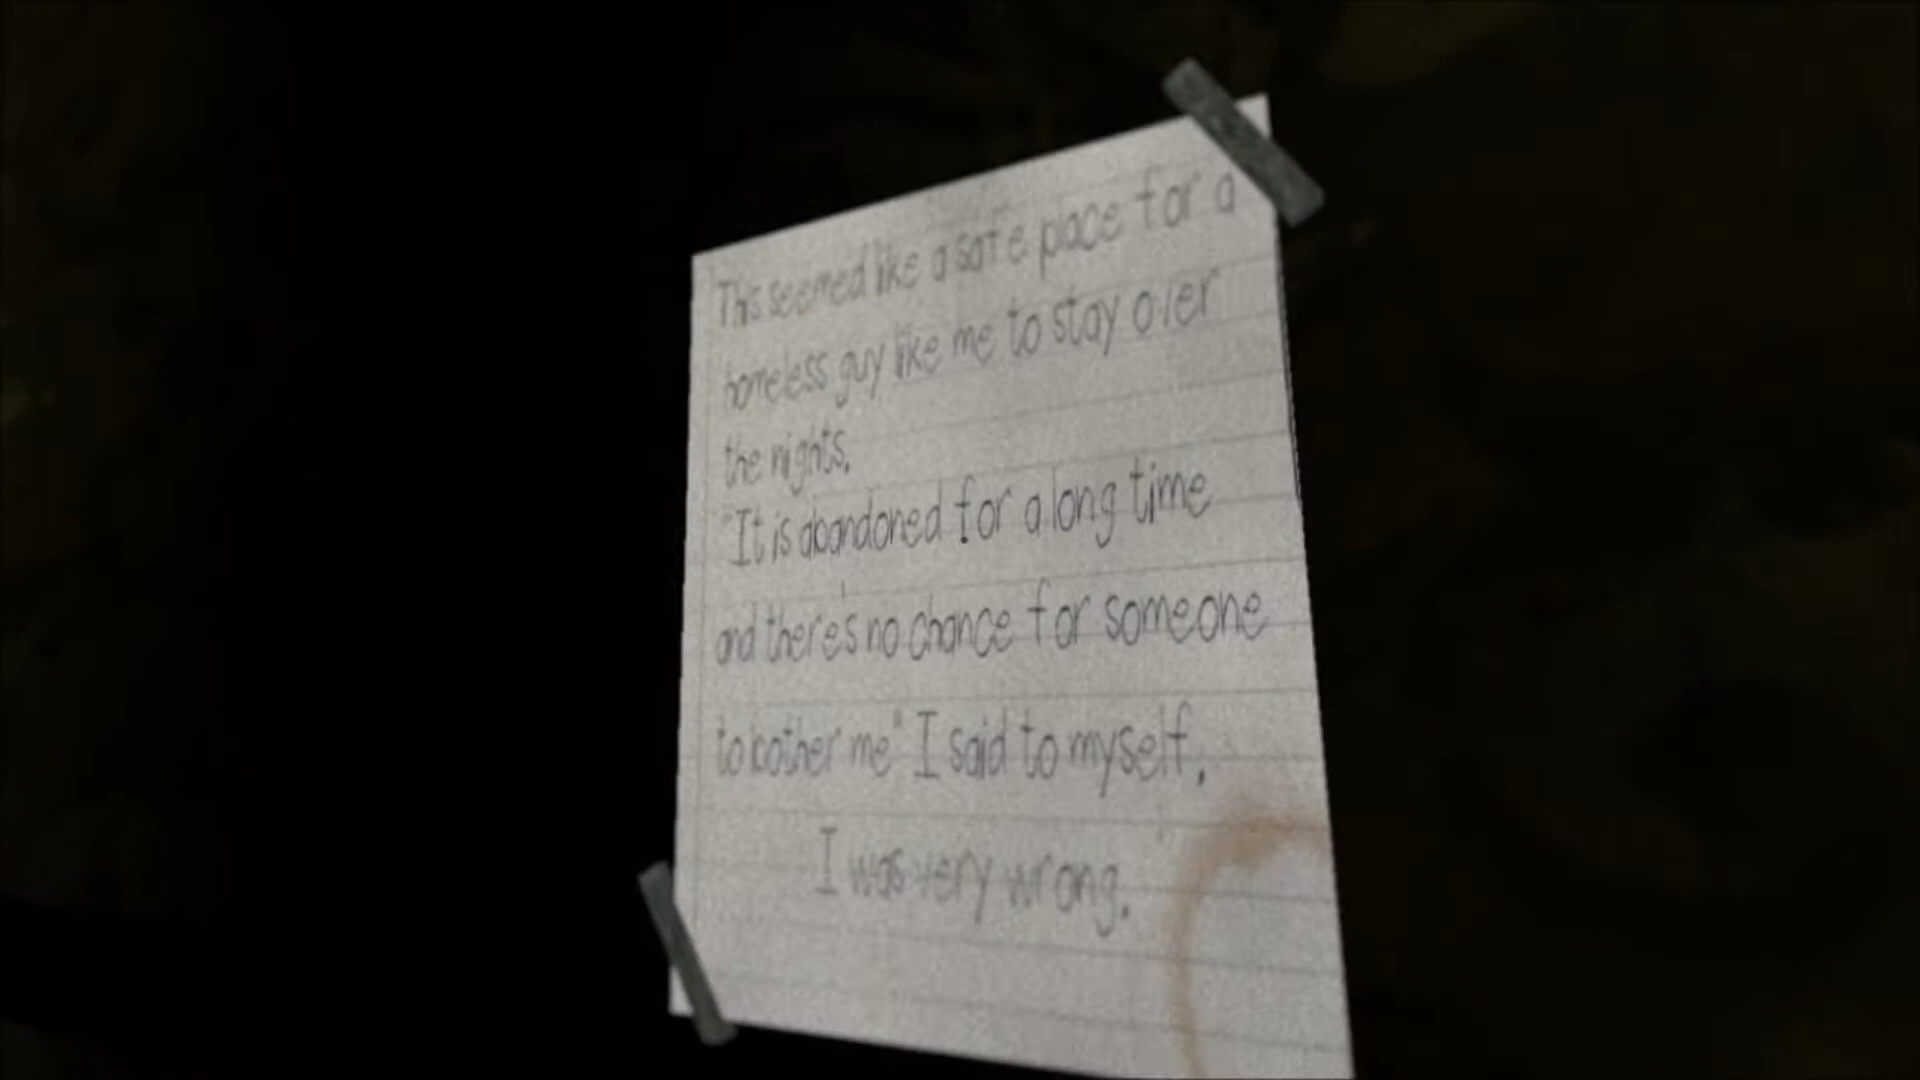 This seemed like a safe place for a
homeless guy like me to stay over
the nights.
"It is abandoned for a long time
and there's no chance for someone
to bother me" I said to myself.
I was very wrong.